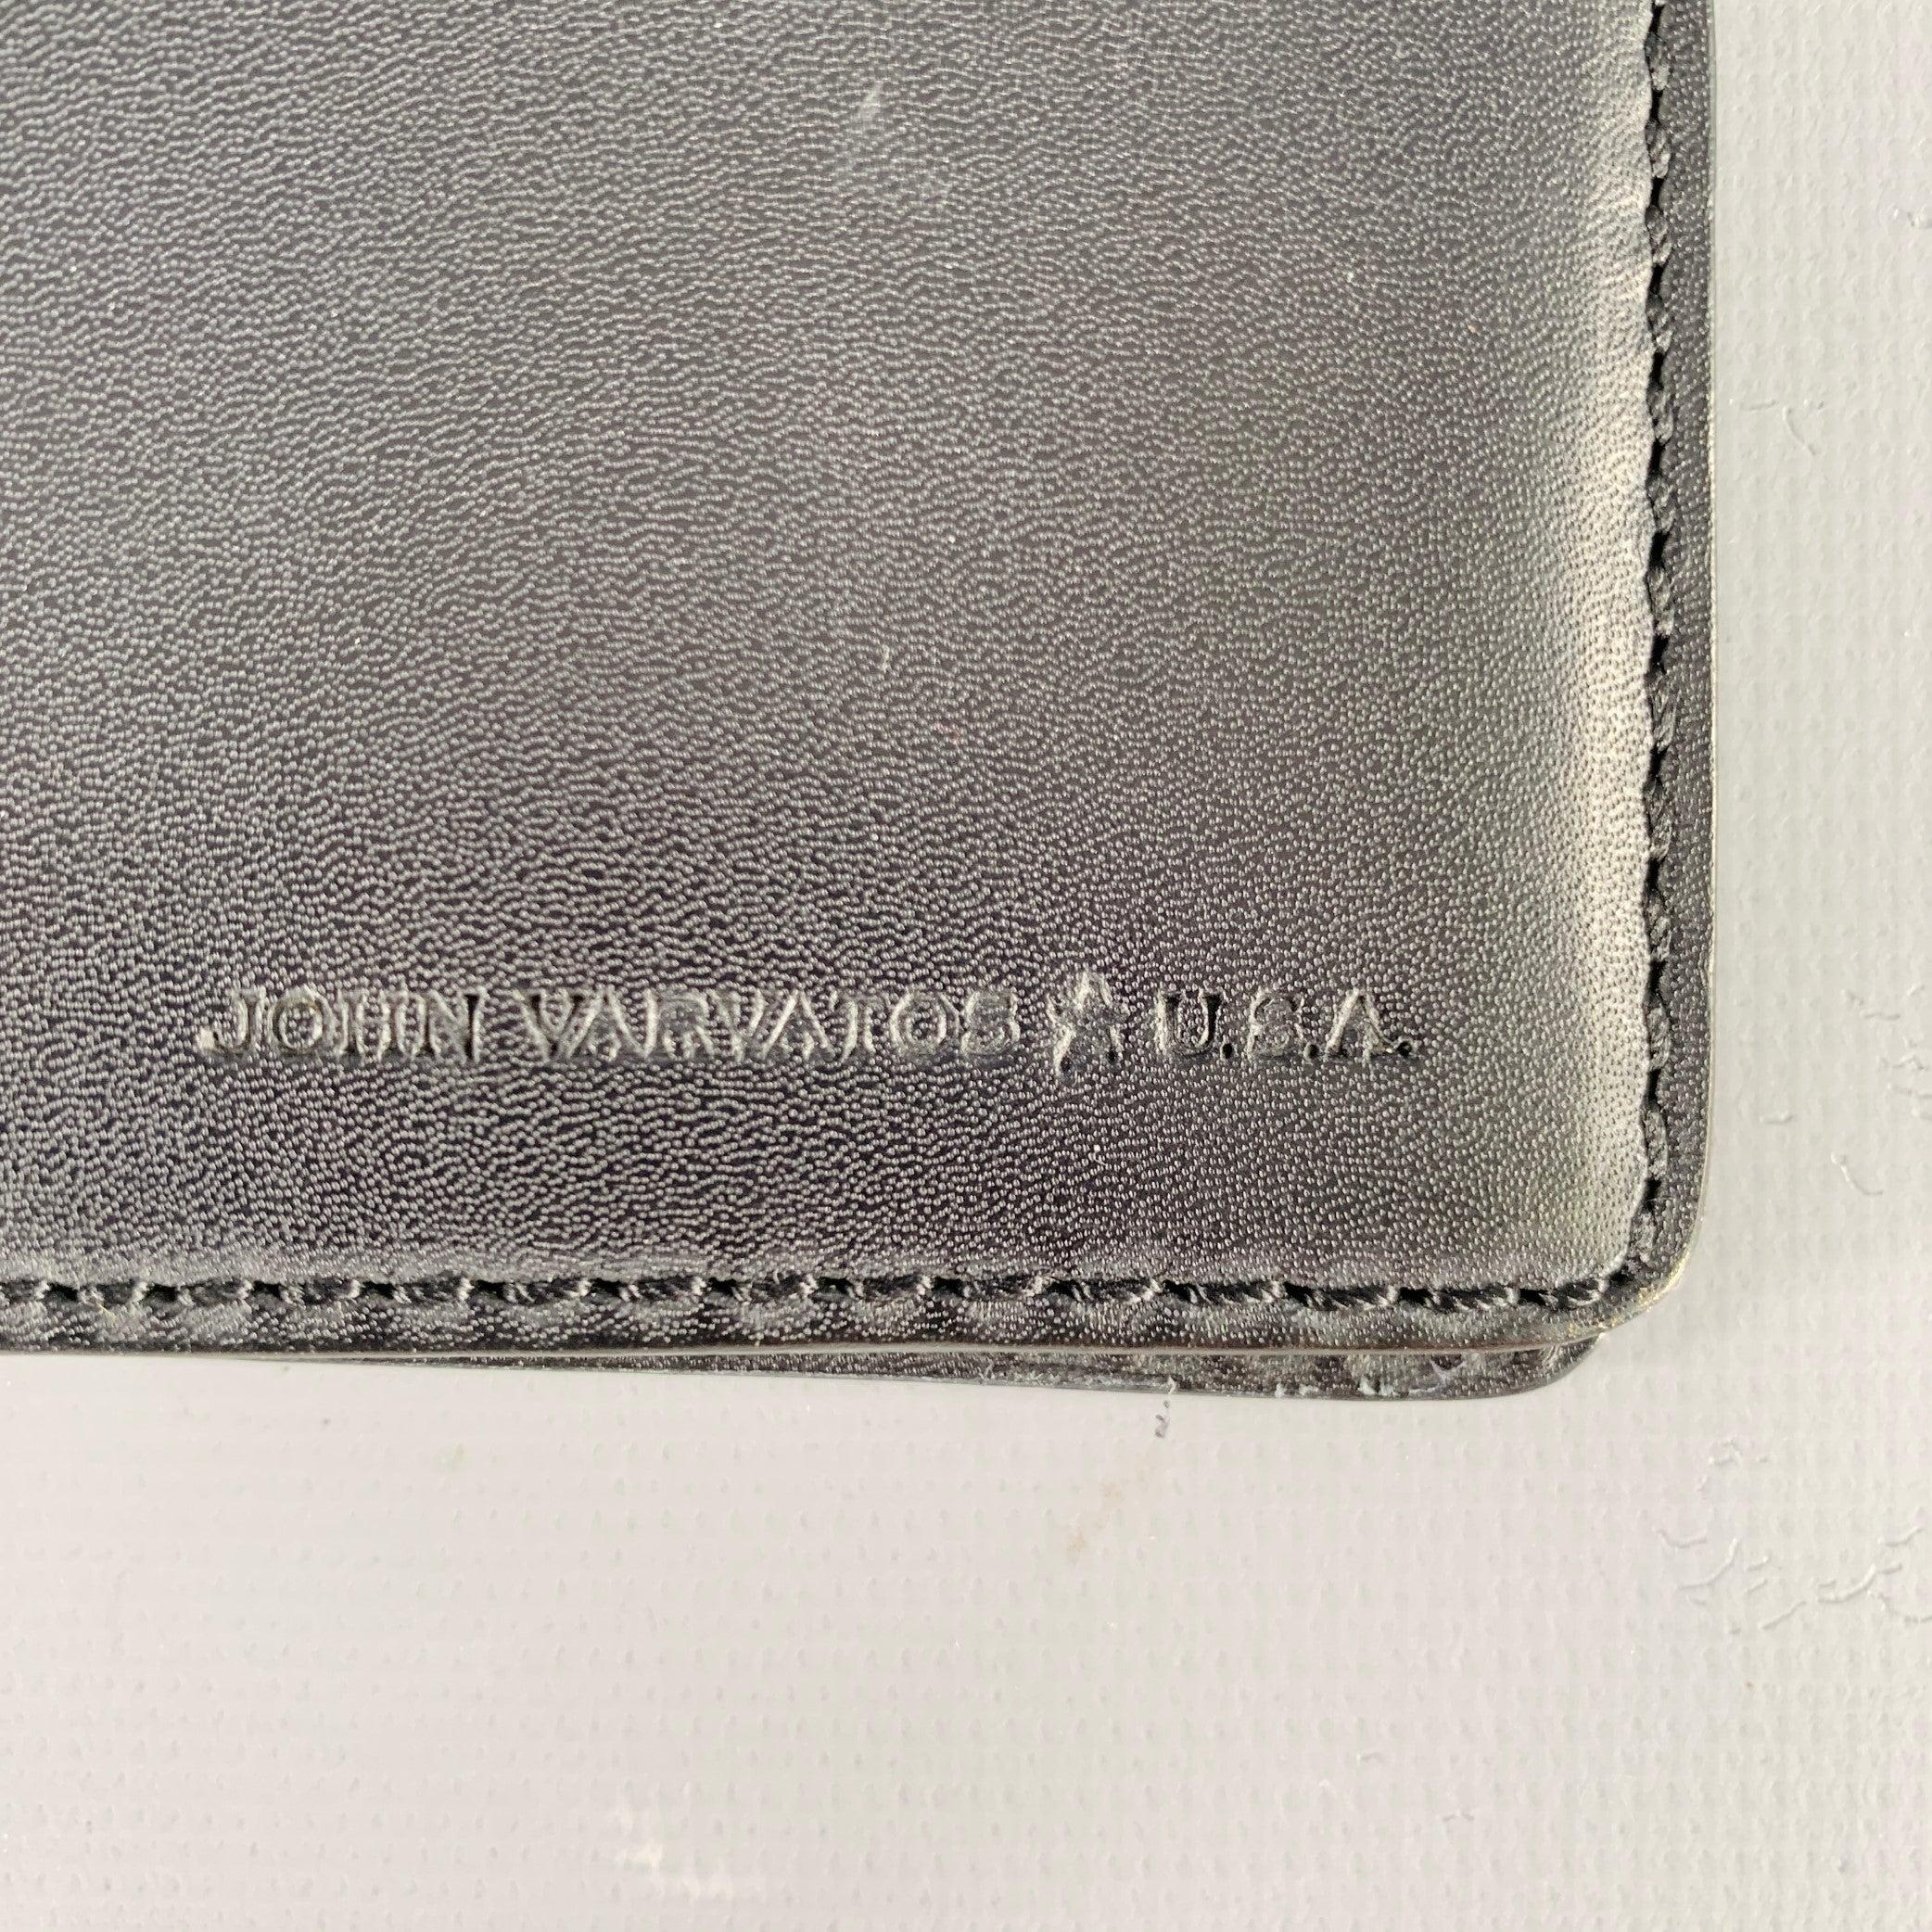 JOHN VARVATOS ★ U.S.A.